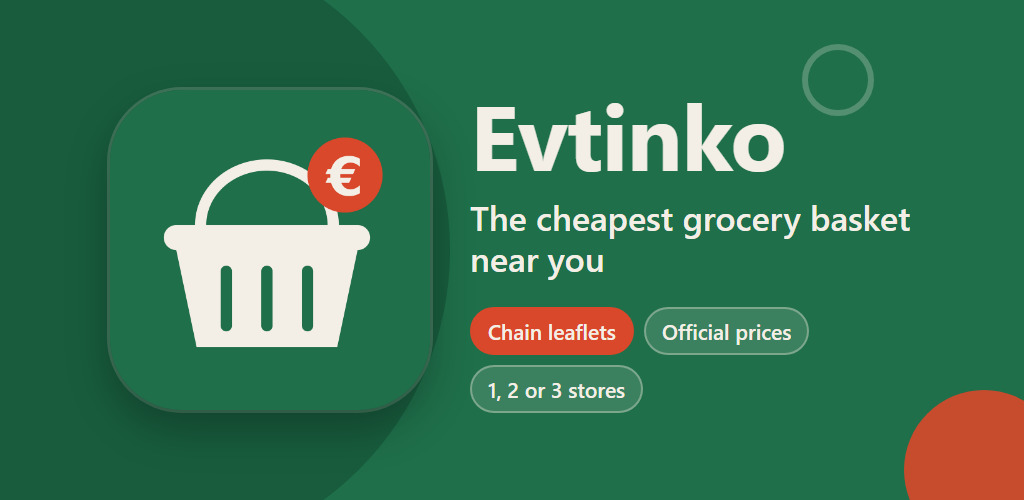 €
Evtinko
The cheapest grocery basket
near you
Chain leaflets
Official prices
1, 2 or 3 stores